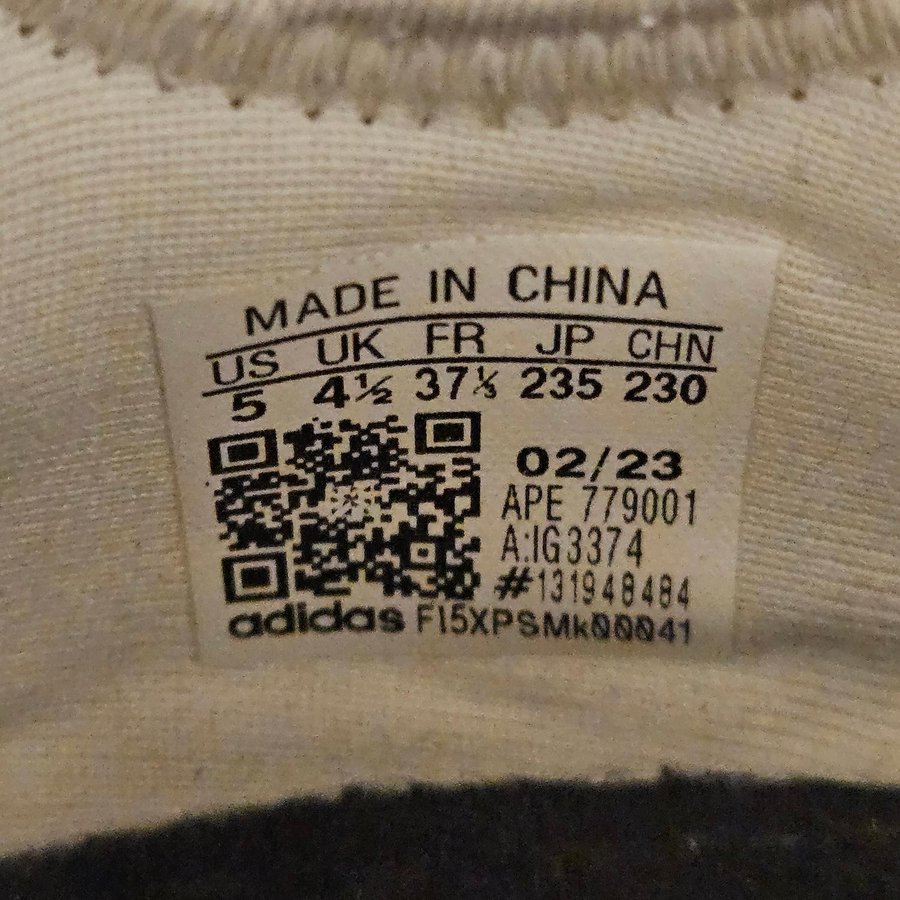 MADE IN CHINA
US UK FR JP CHN
5 4½ 37⅓ 235 230
02/23
APE 779001
A:IG3374
#131948484
adidas FI5XPSMk00041